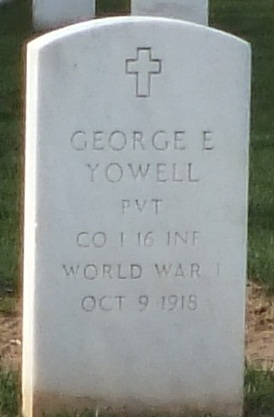 GEORGE E
YOWELL
PVT
CO I 16 INF
WORLD WAR I
OCT 9 1918